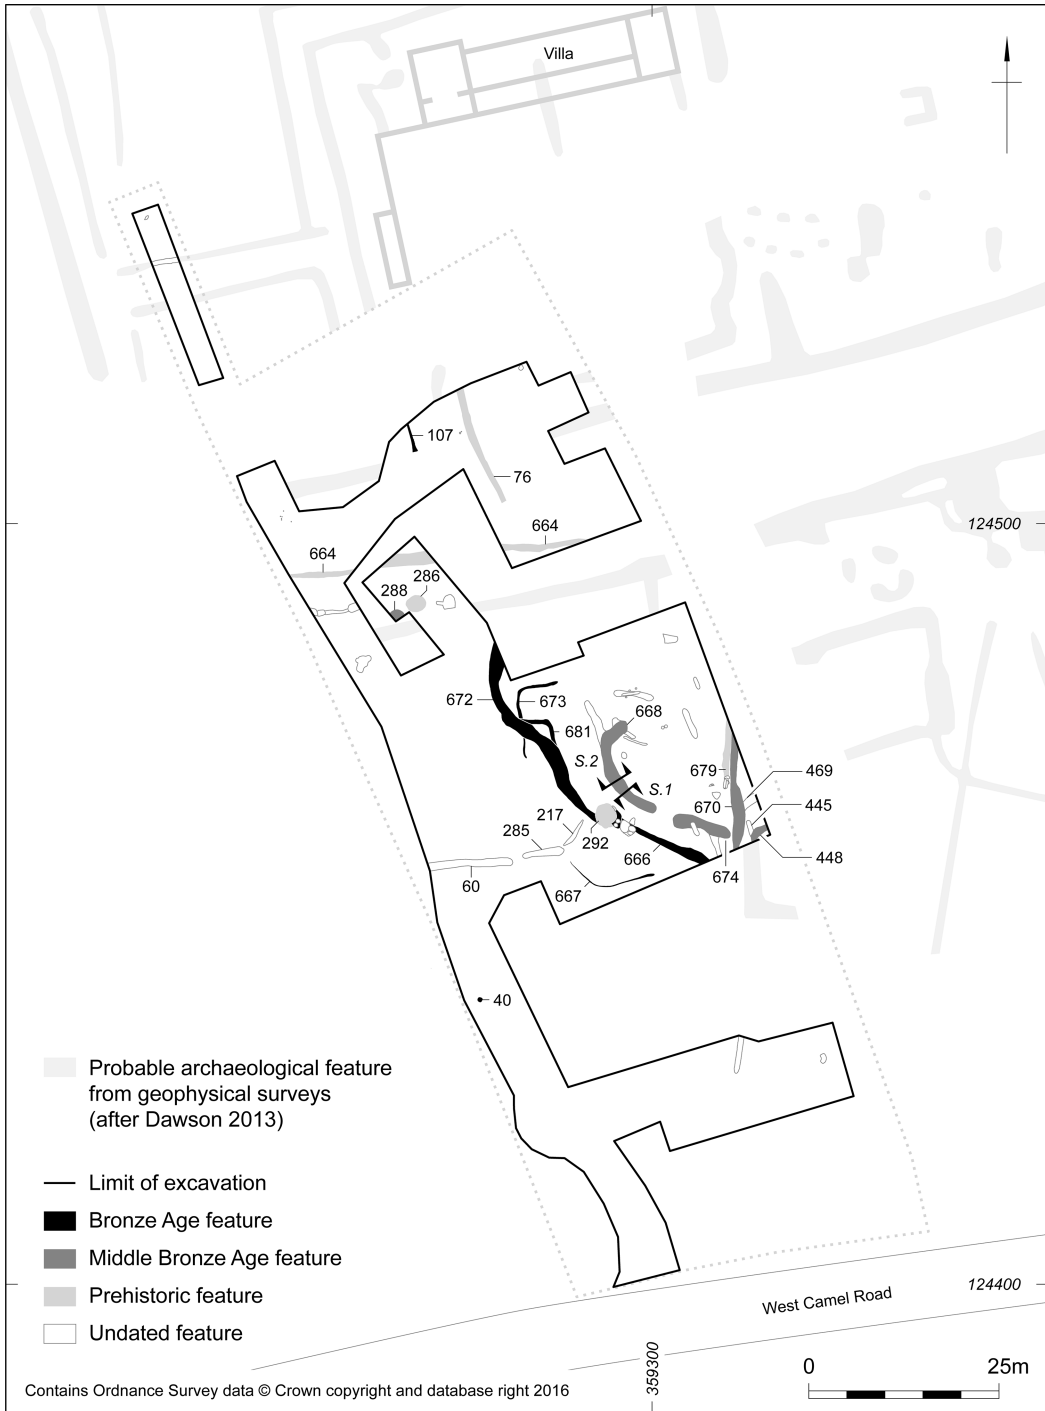 Villa
107
76
124500
664
664
286
288
672
673
668
681
S.2
679
469
S.1
670
445
217
285
292
666
448
60
667
674
40
Probable archaeological feature
from geophysical surveys
(after Dawson 2013)
Limit of excavation
Bronze Age feature
Middle Bronze Age feature
Prehistoric feature
Undated feature
124400
West Camel Road
359300
0
25m
Contains Ordnance Survey data © Crown copyright and database right 2016